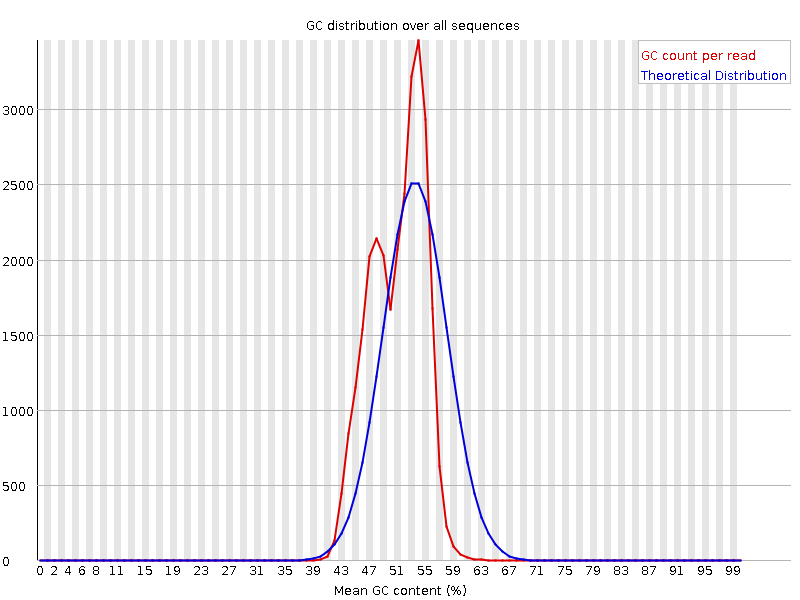 GC distribution over all sequences
GC count per read
Theoretical Distribution
3000
2500
2000
1500
1000
500
0
0 2 4 6 8 11 15 19 23 27 31 35 39 43 47 51 55 59 63 67 71 75 79 83 87 91 95 99
Mean GC content (%)